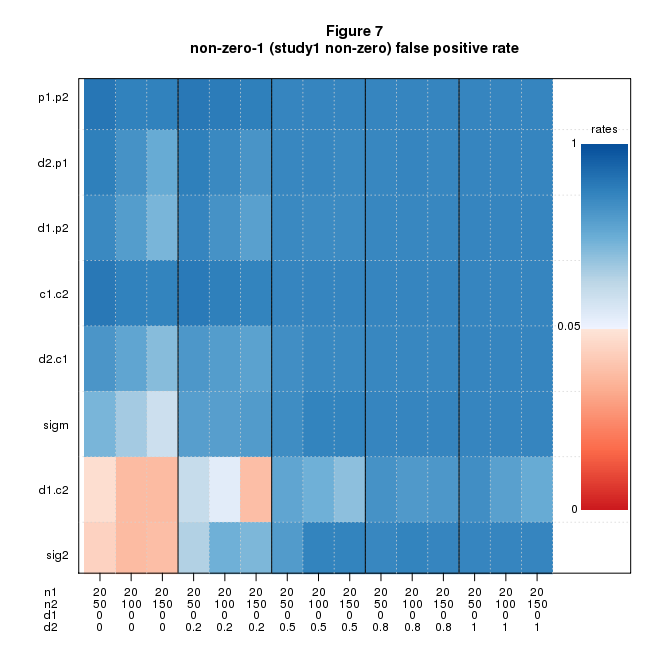 Figure 7
non-zero-1 (study1 non-zero) false positive rate
p1.p2
d2.p1
d1.p2
c1.c2
d2.c1
sigm
d1.c2
sig2
rates
1
0.05
0
n1 20 20 20 20 20 20 20 20 20 20 20 20 20 20 20
n2 50 100 150 50 100 150 50 100 150 50 100 150 50 100 150
d1 0 0 0 0 0 0 0 0 0 0 0 0 0 0 0
d2 0 0 0 0.2 0.2 0.2 0.5 0.5 0.5 0.8 0.8 0.8 1 1 1